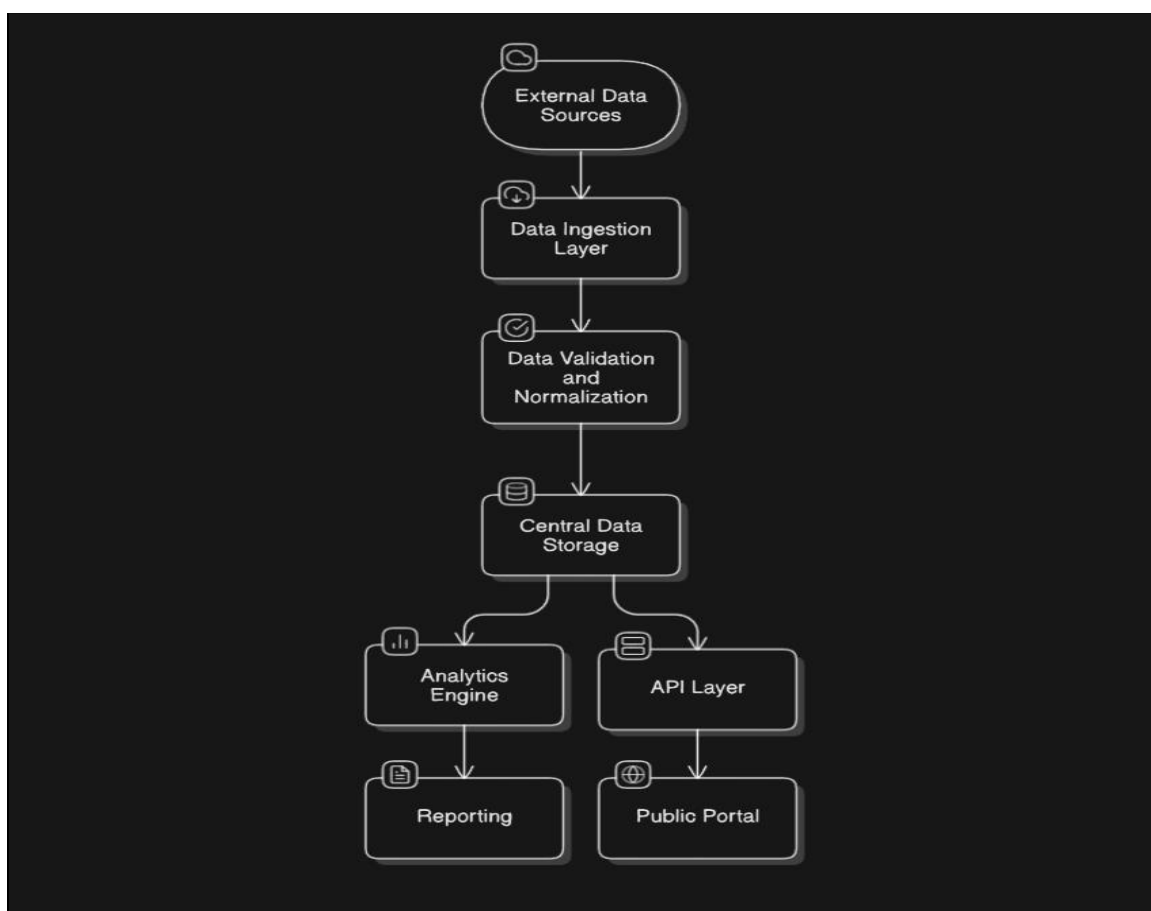 External Data
Sources
Data Ingestion
Layer
Data Validation
and
Normalization
Central Data
Storage
Analytics
Engine
API Layer
Reporting
Public Portal